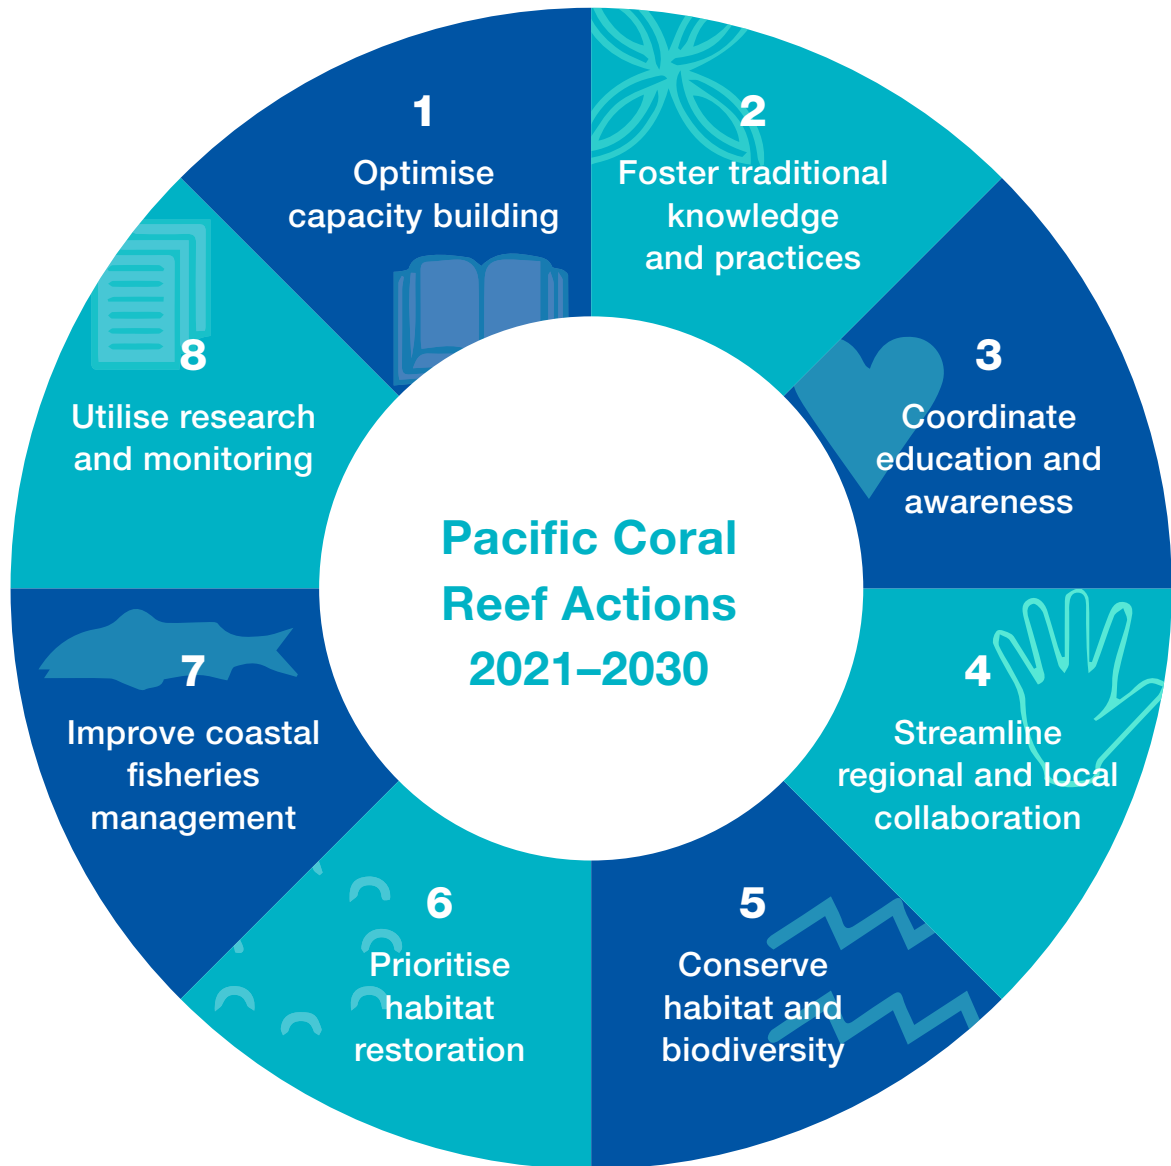 1
Optimise
capacity building
2
Foster traditional
knowledge
and practices
3
Coordinate
education and
awareness
4
Streamline
regional and local
collaboration
5
Conserve
habitat and
biodiversity
6
Prioritise
habitat
restoration
7
Improve coastal
fisheries
management
8
Utilise research
and monitoring
Pacific Coral
Reef Actions
2021–2030